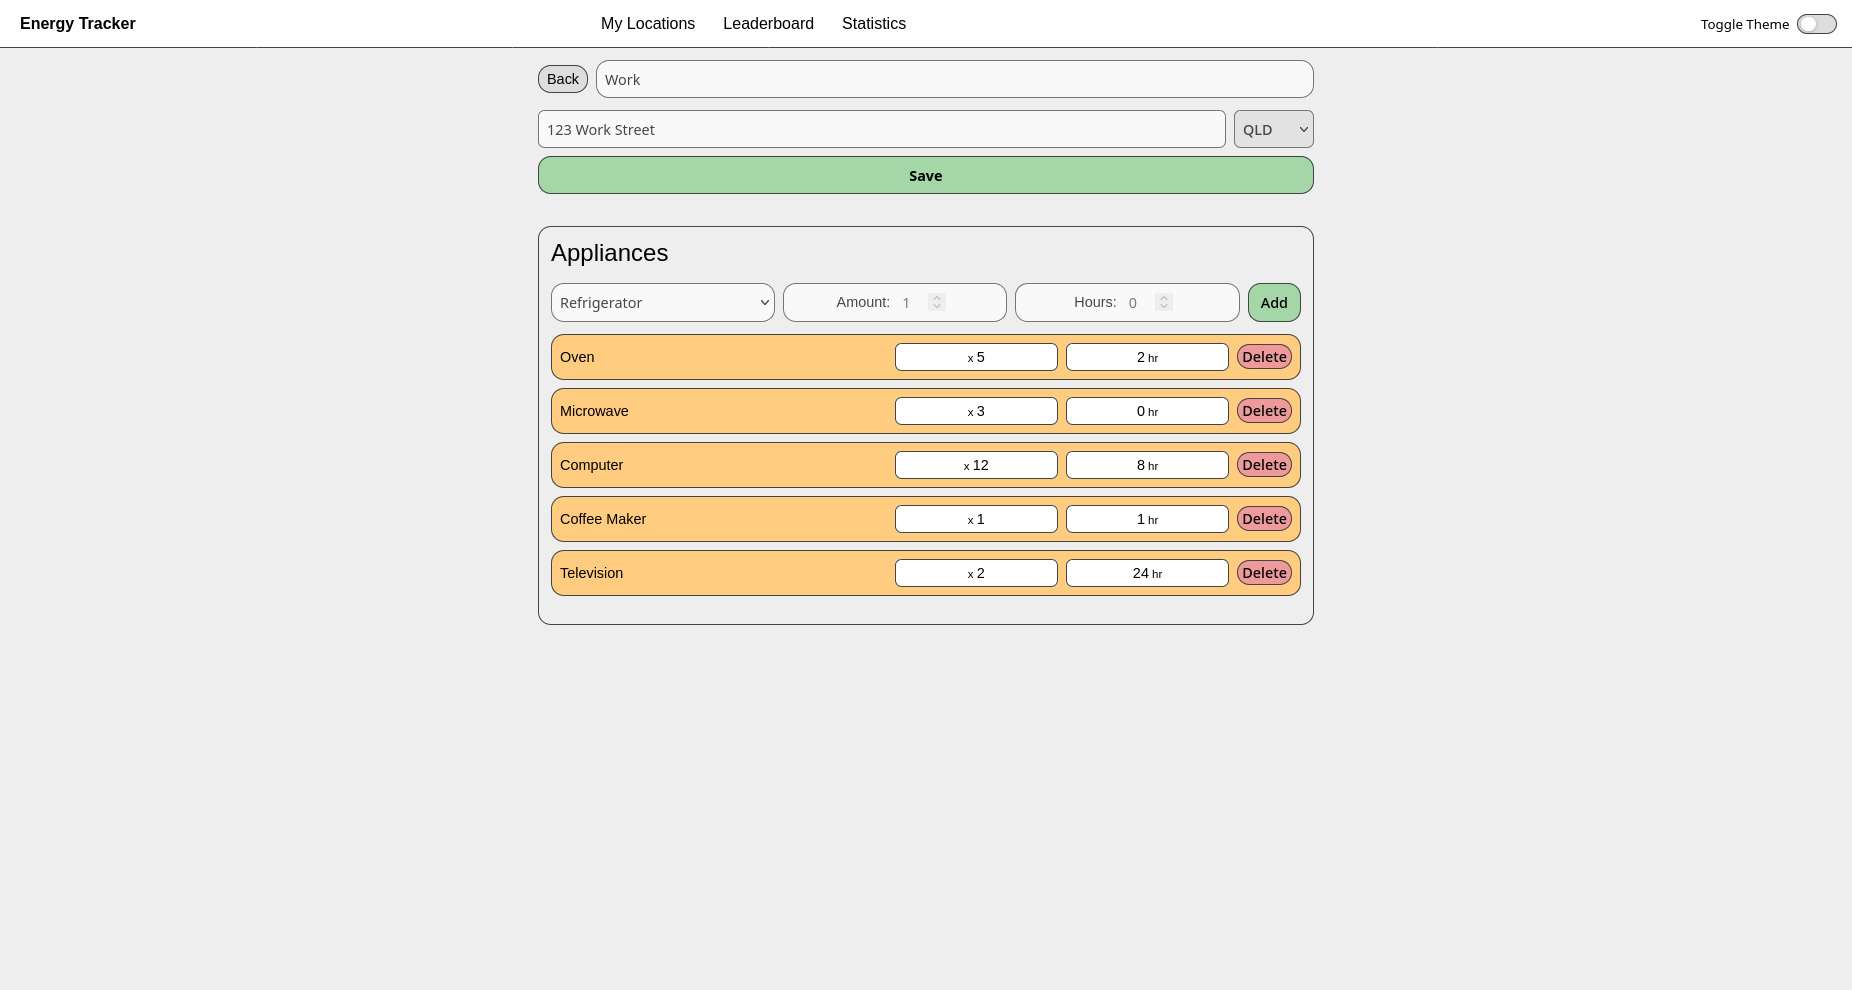 Energy Tracker My Locations Leaderboard Statistics Toggle Theme
Back Work
123 Work Street QLD
Save
Appliances
Refrigerator Amount: 1 Hours: 0 Add
Oven x 5 2 hr Delete
Microwave x 3 0 hr Delete
Computer x 12 8 hr Delete
Coffee Maker x 1 1 hr Delete
Television x 2 24 hr Delete